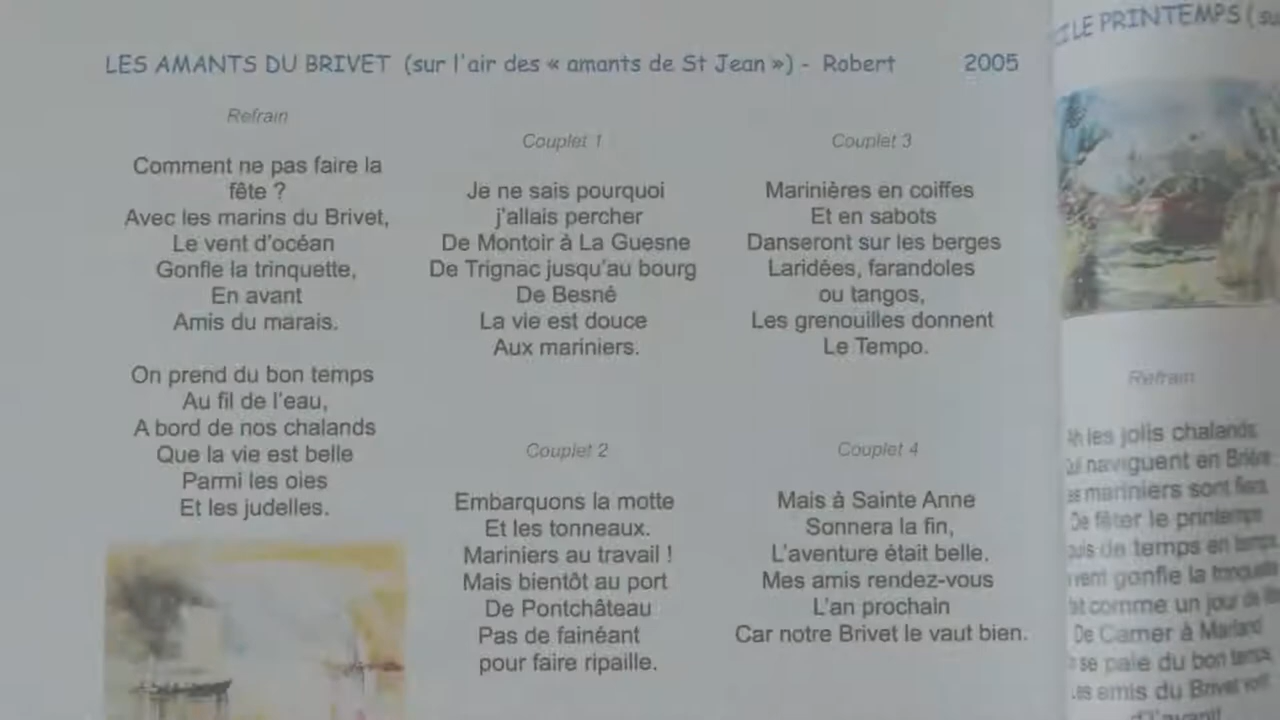 LES AMANTS DU BRIVET (sur l'air des « amants de St Jean ») - Robert 2005
Refrain
Comment ne pas faire la
fête ?
Avec les marins du Brivet,
Le vent d'océan
Gonfle la trinquette,
En avant
Amis du marais.
On prend du bon temps
Au fil de l'eau,
A bord de nos chalands
Que la vie est belle
Parmi les oies
Et les judelles.
Couplet 1
Je ne sais pourquoi
j'allais percher
De Montoir à La Guesne
De Trignac jusqu'au bourg
De Besné
La vie est douce
Aux mariniers.
Couplet 2
Embarquons la motte
Et les tonneaux.
Mariniers au travail !
Mais bientôt au port
De Pontchâteau
Pas de fainéant
pour faire ripaille.
Couplet 3
Marinières en coiffes
Et en sabots
Danseront sur les berges
Laridées, farandoles
ou tangos,
Les grenouilles donnent
Le Tempo.
Couplet 4
Mais à Sainte Anne
Sonnera la fin,
L'aventure était belle.
Mes amis rendez-vous
L'an prochain
Car notre Brivet le vaut bien.
LE PRINTEMPS (
Refrain
les jolis chalands
naviguent en Brière
mariniers sont fiers
De fêter le printemps
de temps en temps
vent gonfle la trinquette
comme un jour de
De Camer à Marland
se paie du bon temps
amis du Brivet vont
d'l'avant!